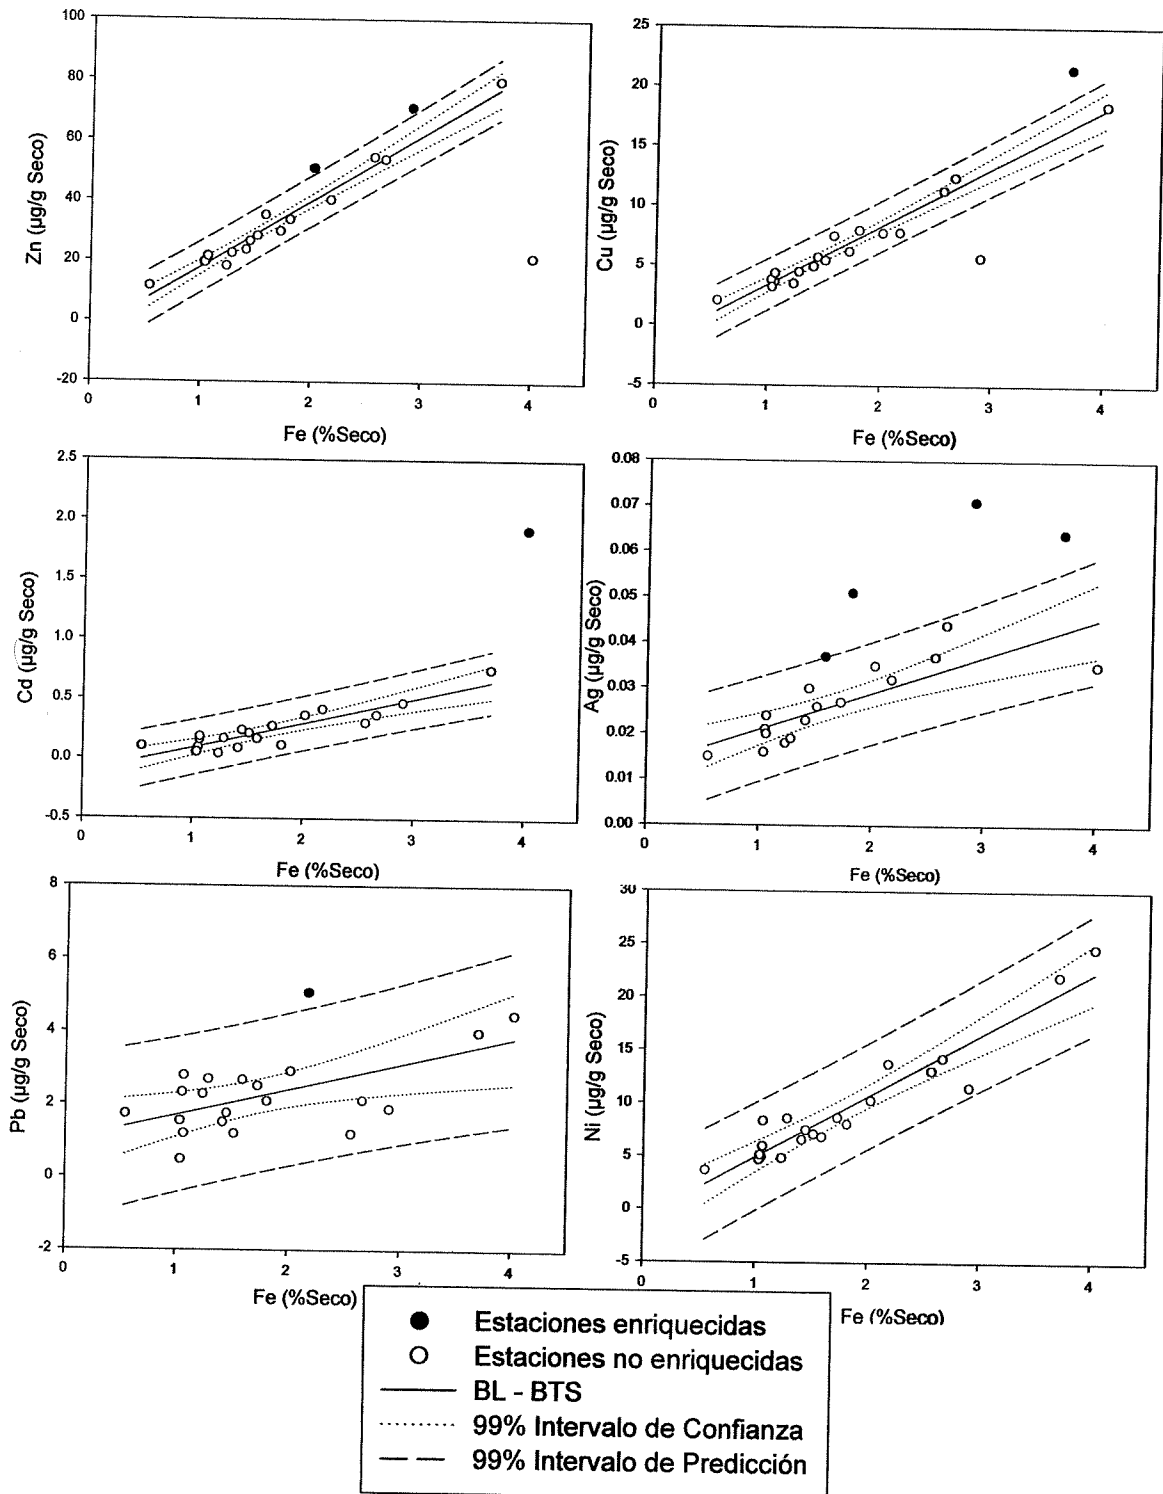 100
80
60
40
20
0
-20
Zn (µg/g Seco)
0 1 2 3 4
Fe (%Seco)
25
20
15
10
5
0
-5
Cu (µg/g Seco)
0 1 2 3 4
Fe (%Seco)
2.5
2.0
1.5
1.0
0.5
0.0
-0.5
Cd (µg/g Seco)
0 1 2 3 4
Fe (%Seco)
0.08
0.07
0.06
0.05
0.04
0.03
0.02
0.01
0.00
Ag (µg/g Seco)
0 1 2 3 4
Fe (%Seco)
8
6
4
2
0
-2
Pb (µg/g Seco)
0 1 2 3 4
Fe (%Seco)
30
25
20
15
10
5
0
-5
Ni (µg/g Seco)
0 1 2 3 4
Fe (%Seco)
Estaciones enriquecidas
Estaciones no enriquecidas
BL - BTS
99% Intervalo de Confianza
99% Intervalo de Predicción